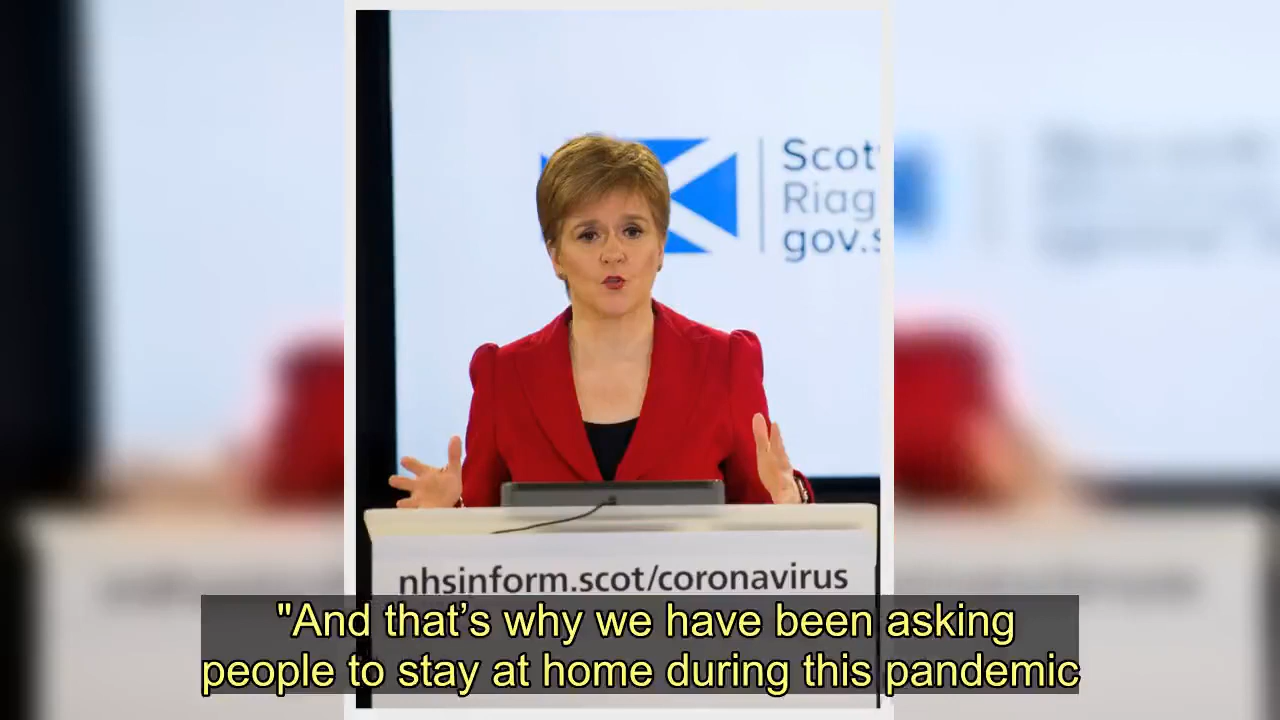 Scot
Riag
gov.s
nhsinform.scot/coronavirus
"And that’s why we have been asking
people to stay at home during this pandemic